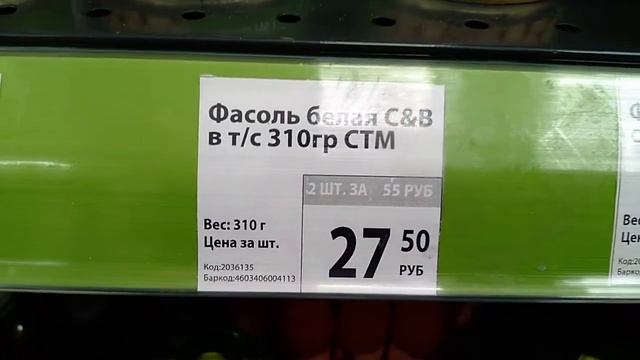 Фасоль белая С&В
в т/с 310гр СТМ
2 ШТ. ЗА 55 РУБ
Вес: 310 г
Цена за шт.
27 50
РУБ
Код:2036135
Баркод:4603406004113